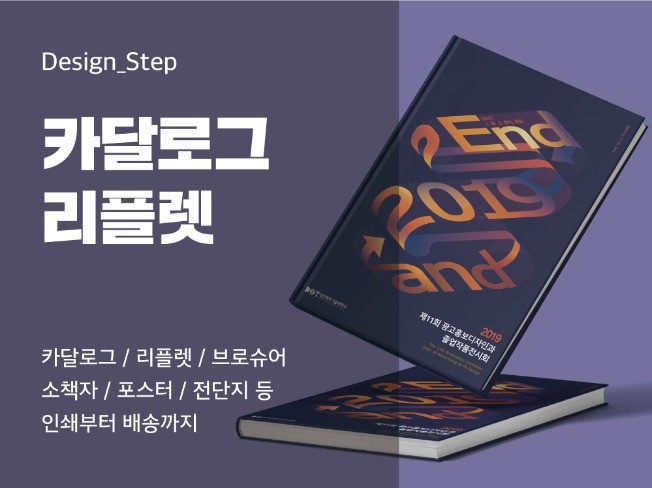 Design_Step
카달로그
리플렛
카달로그 / 리플렛 / 브로슈어
소책자 / 포스터 / 전단지 등
인쇄부터 배송까지
End
2019
and
2019
제11회 광고홍보디자인과
졸업작품전시회